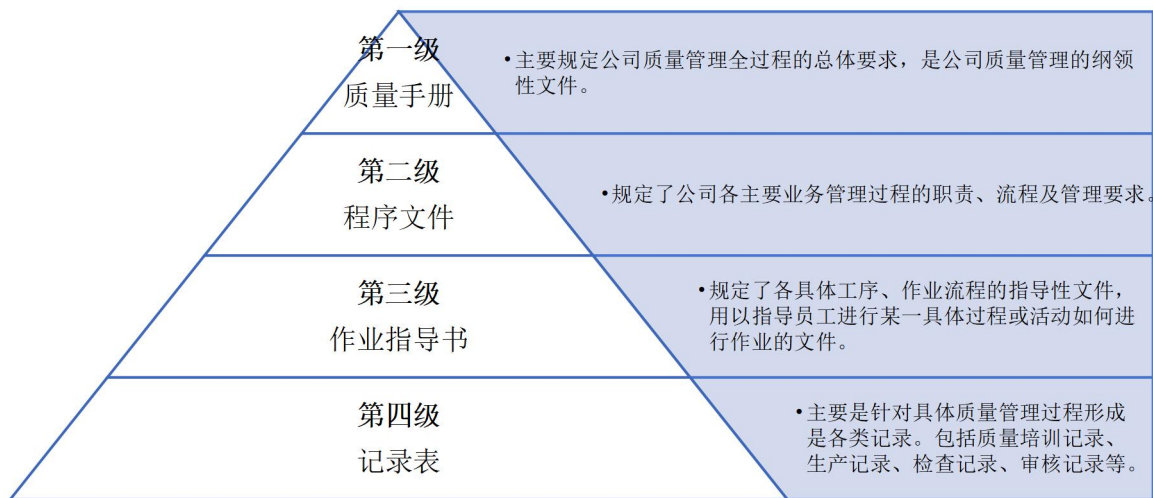 第一级
质量手册
•主要规定公司质量管理全过程的总体要求，是公司质量管理的纲领
性文件。
第二级
程序文件
•规定了公司各主要业务管理过程的职责、流程及管理要求。
第三级
作业指导书
•规定了各具体工序、作业流程的指导性文件，
用以指导员工进行某一具体过程或活动如何进
行作业的文件。
第四级
记录表
•主要是针对具体质量管理过程形成
是各类记录。包括质量培训记录、
生产记录、检查记录、审核记录等。